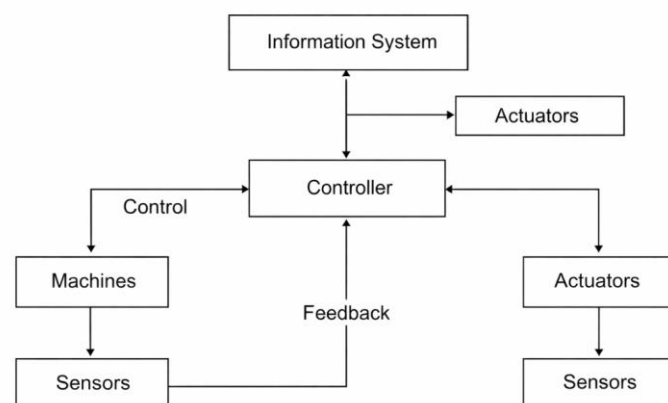 Information System
Actuators
Controller
Control
Machines
Actuators
Feedback
Sensors
Sensors